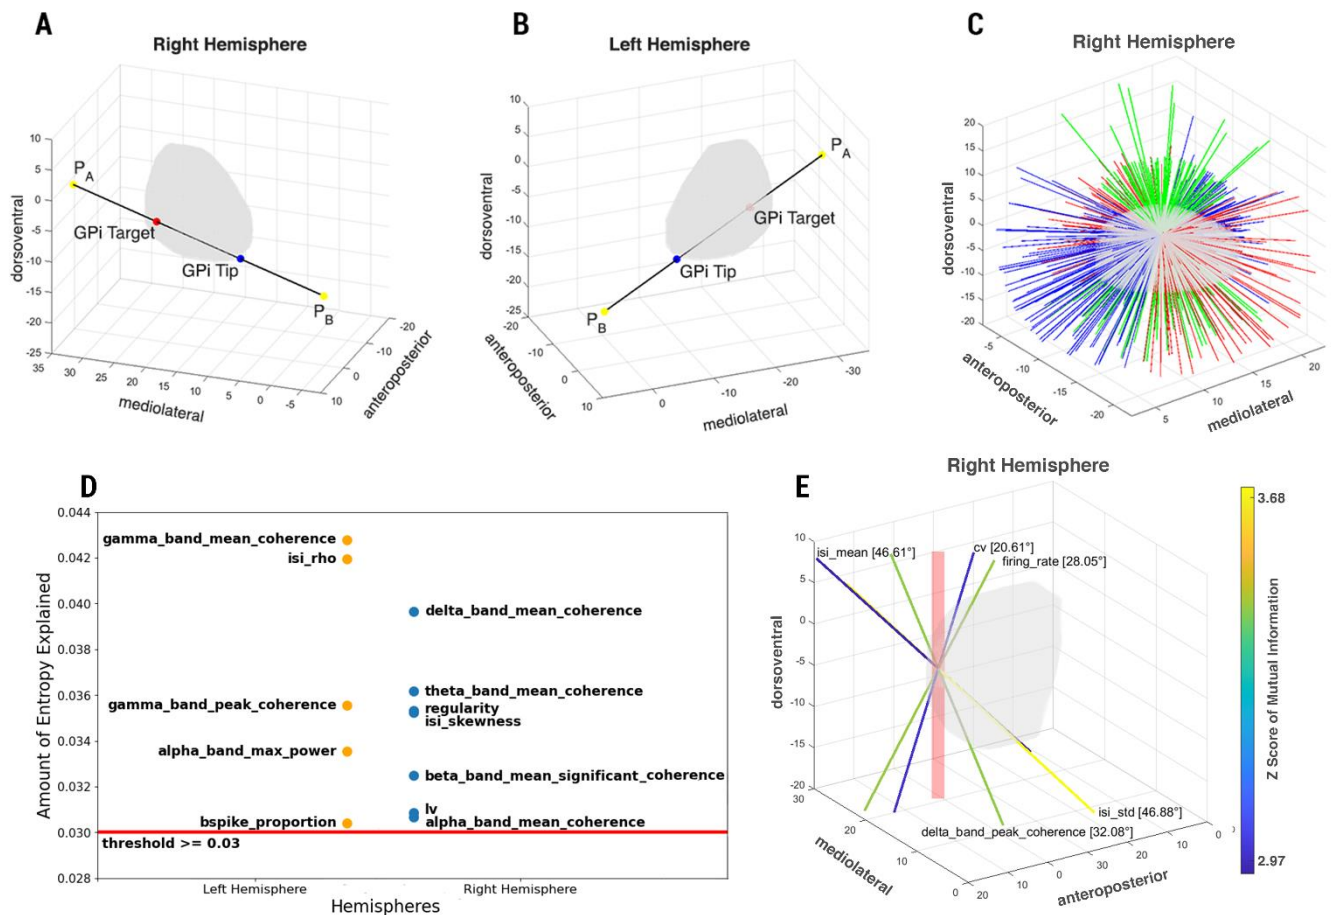 A
Right Hemisphere
dorsoventral
10
5
0
-5
-10
-15
-20
-25
P_A
GPi Target
GPi Tip
P_B
35
30
25
20
15
10
5
0
-5
mediolateral
10
0
-10
-20
anteroposterior
B
Left Hemisphere
dorsoventral
10
5
0
-5
-10
-15
-20
-25
P_A
GPi Target
GPi Tip
P_B
-20
-10
0
10
anteroposterior
0
-10
-20
-30
mediolateral
C
Right Hemisphere
dorsoventral
20
15
10
5
0
-5
-10
-15
-20
-5
-10
-15
-20
anteroposterior
5
10
15
20
mediolateral
D
Amount of Entropy Explained
0.044
0.042
0.040
0.038
0.036
0.034
0.032
0.030
0.028
gamma_band_mean_coherence
isi_rho
gamma_band_peak_coherence
alpha_band_max_power
bspike_proportion
delta_band_mean_coherence
theta_band_mean_coherence
regularity
isi_skewness
beta_band_mean_significant_coherence
lv
alpha_band_mean_coherence
threshold >= 0.03
Left Hemisphere
Right Hemisphere
Hemispheres
E
Right Hemisphere
dorsoventral
10
5
0
-5
-10
-15
-20
isi_mean [46.61°]
cv [20.61°]
firing_rate [28.05°]
isi_std [46.88°]
delta_band_peak_coherence [32.08°]
30
20
10
0
mediolateral
20
10
0
30
20
10
0
anteroposterior
3.68
Z Score of Mutual Information
2.97